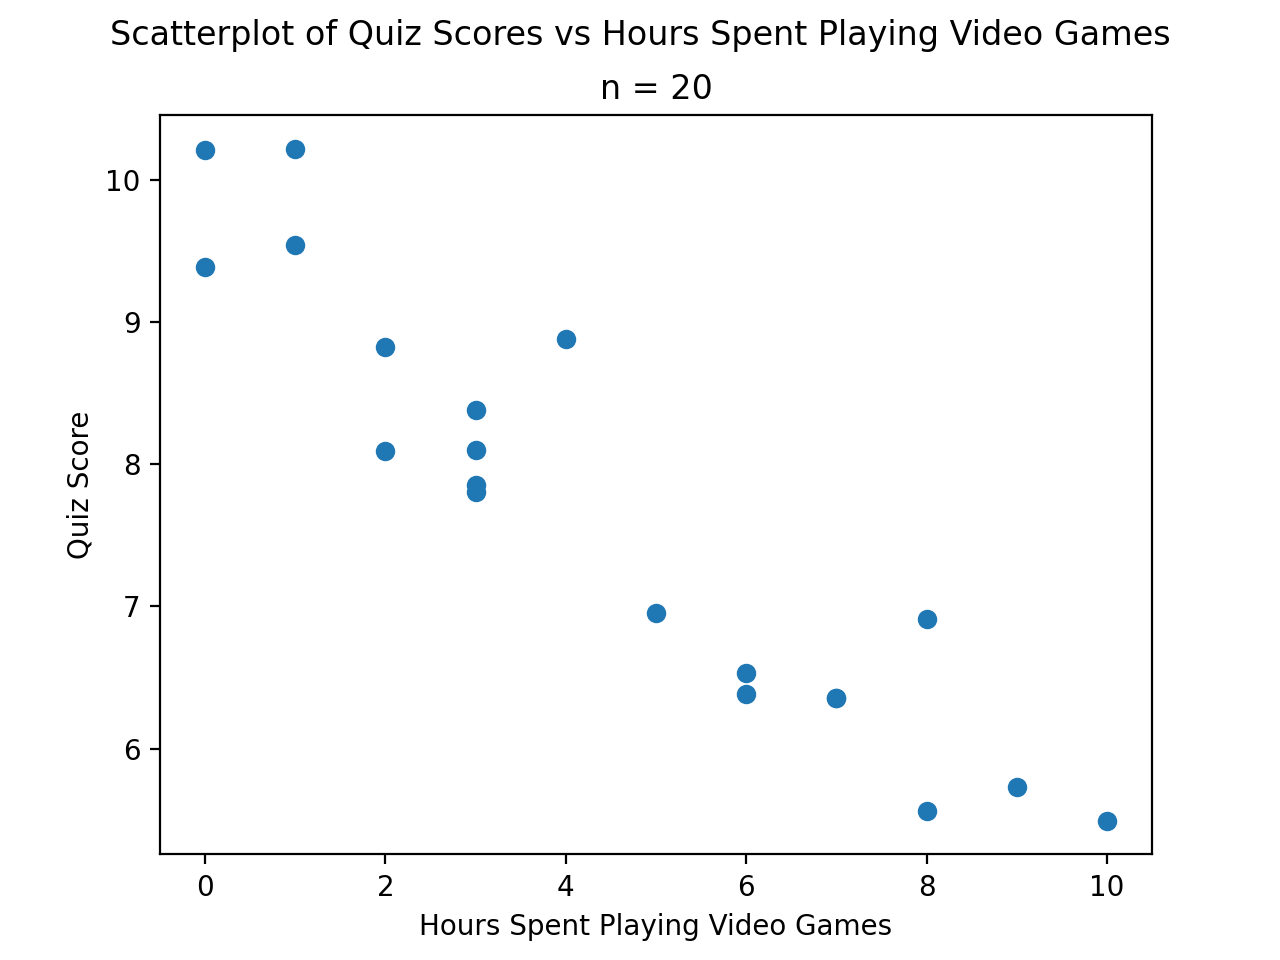 Scatterplot of Quiz Scores vs Hours Spent Playing Video Games
n = 20
10
9
8
7
6
Quiz Score
0 2 4 6 8 10
Hours Spent Playing Video Games